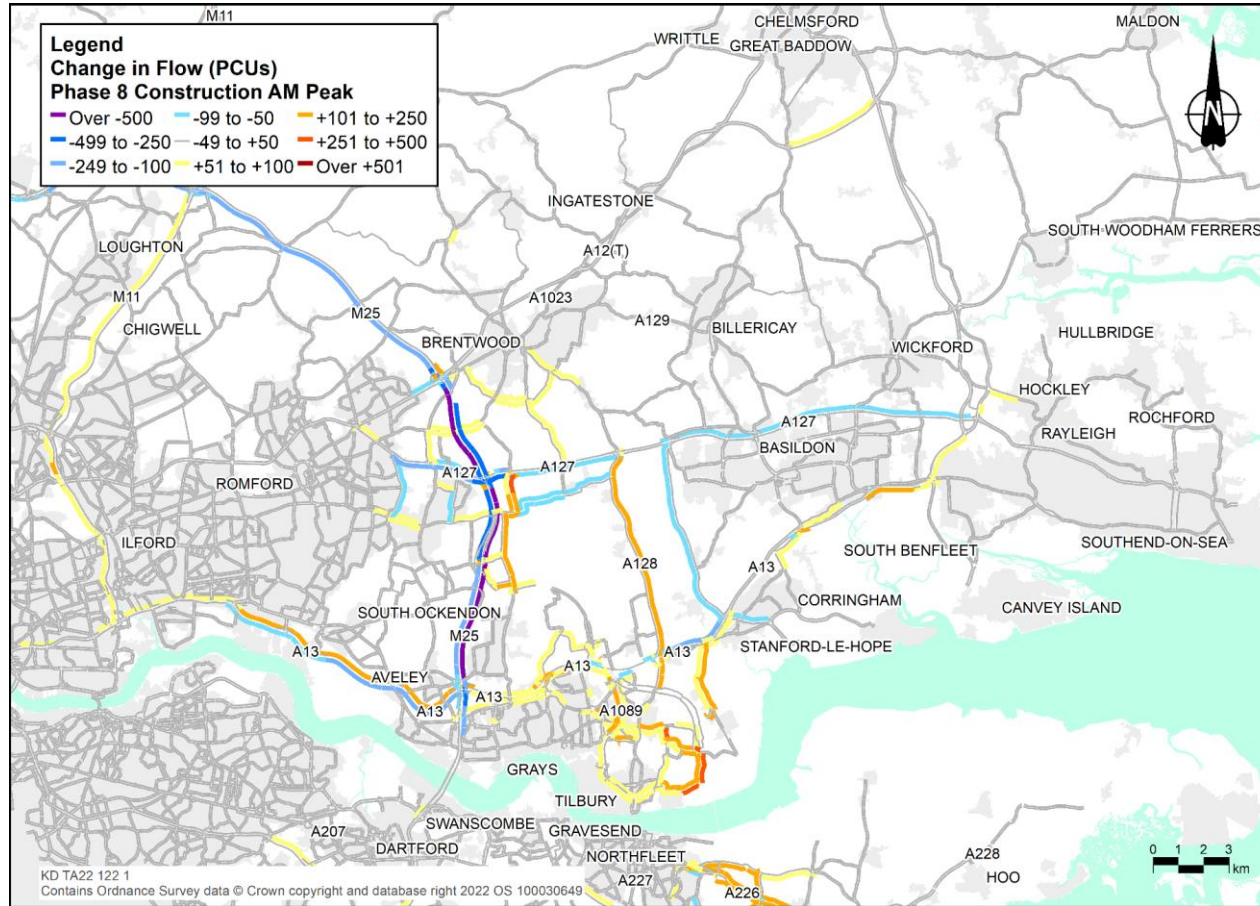 M11
CHELMSFORD
MALDON
WRITTLE
GREAT BADDOW
Legend
Change in Flow (PCUs)
Phase 8 Construction AM Peak
Over -500
-99 to -50
+101 to +250
-499 to -250
-49 to +50
+251 to +500
-249 to -100
+51 to +100
Over +501
N
INGATESTONE
LOUGHTON
SOUTH WOODHAM FERRERS
A12(T)
M11
M25
A1023
CHIGWELL
A129
BILLERICAY
HULLBRIDGE
BRENTWOOD
WICKFORD
HOCKLEY
ROCHFORD
A127
RAYLEIGH
BASILDON
A127
A127
ROMFORD
ILFORD
SOUTH BENFLEET
SOUTHEND-ON-SEA
A128
A13
SOUTH OCKENDON
CORRINGHAM
CANVEY ISLAND
M25
STANFORD-LE-HOPE
A13
A13
A13
AVELEY
A13
A13
A1089
GRAYS
TILBURY
SWANSCOMBE
A207
GRAVESEND
DARTFORD
NORTHFLEET
A228
HOO
A227
A226
0 1 2 3
km
KD TA22 122 1
Contains Ordnance Survey data © Crown copyright and database right 2022 OS 100030649